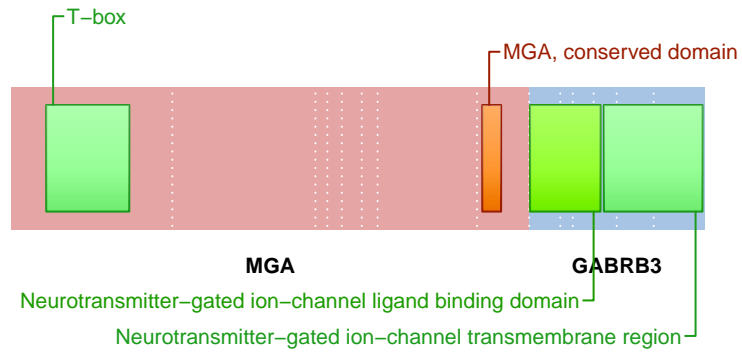 T−box
MGA, conserved domain
MGA
GABRB3
Neurotransmitter−gated ion−channel ligand binding domain
Neurotransmitter−gated ion−channel transmembrane region